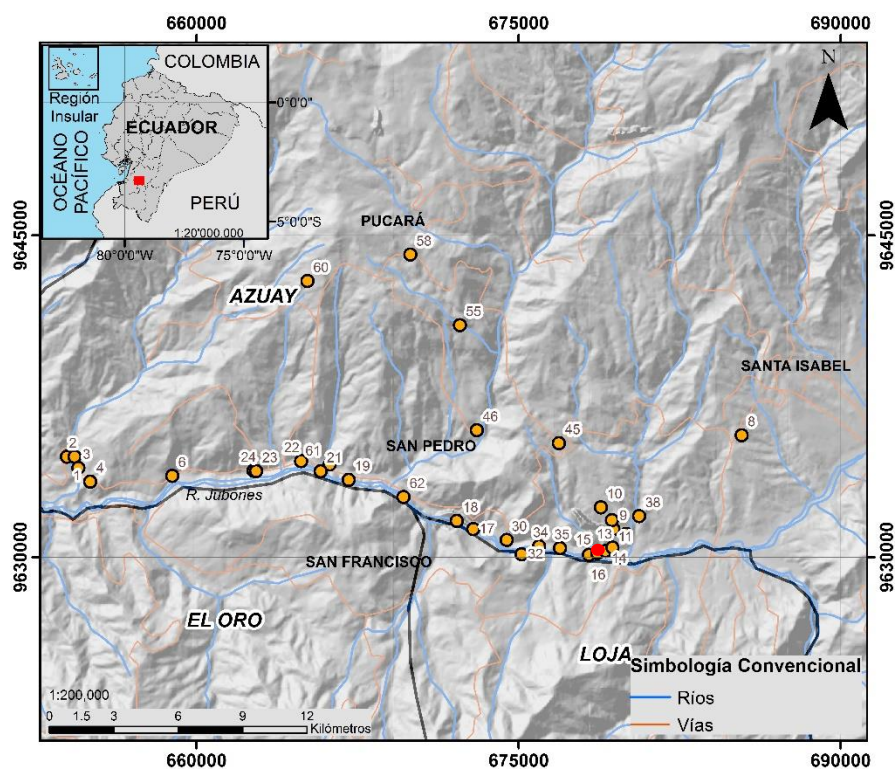 660000 675000 690000
COLOMBIA
Región
Insular
0°0'0"
ECUADOR
OCÉANO
PACÍFICO
PERÚ
1:20'000.000
5°0'0"S
80°0'0"W 75°0'0"W
N
9645000 9645000
PUCARÁ
58
60
AZUAY
55
SANTA ISABEL
46
8
SAN PEDRO
45
2
3
1
4
6
24
23
22
61
21
19
R. Jubones
62
10
38
9
18
17
30
34
35
15
13
11
14
32
16
9630000 9630000
SAN FRANCISCO
EL ORO
LOJA
Simbología Convencional
Ríos
Vías
1:200,000
0 1.5 3 6 9 12
Kilómetros
660000 675000 690000